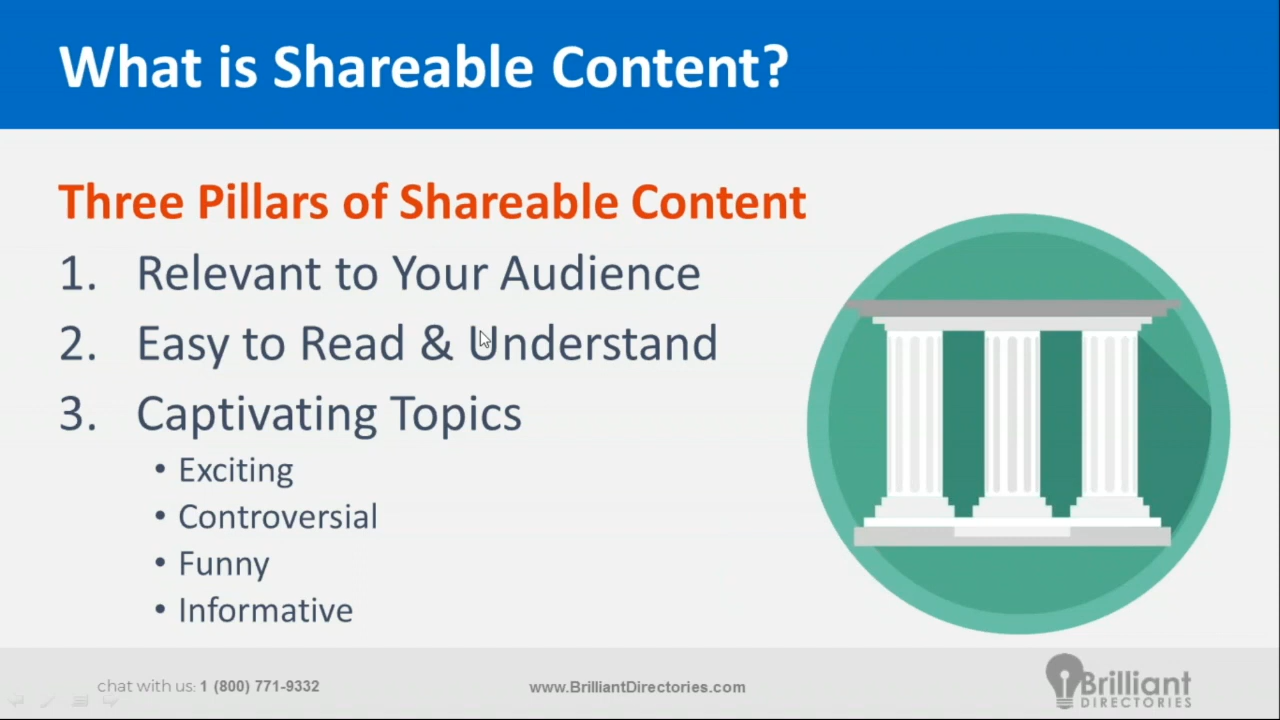 What is Shareable Content?
Three Pillars of Shareable Content
1. Relevant to Your Audience
2. Easy to Read & Understand
3. Captivating Topics
• Exciting
• Controversial
• Funny
• Informative
chat with us: 1 (800) 771-9332
www.BrilliantDirectories.com
Brilliant
DIRECTORIES